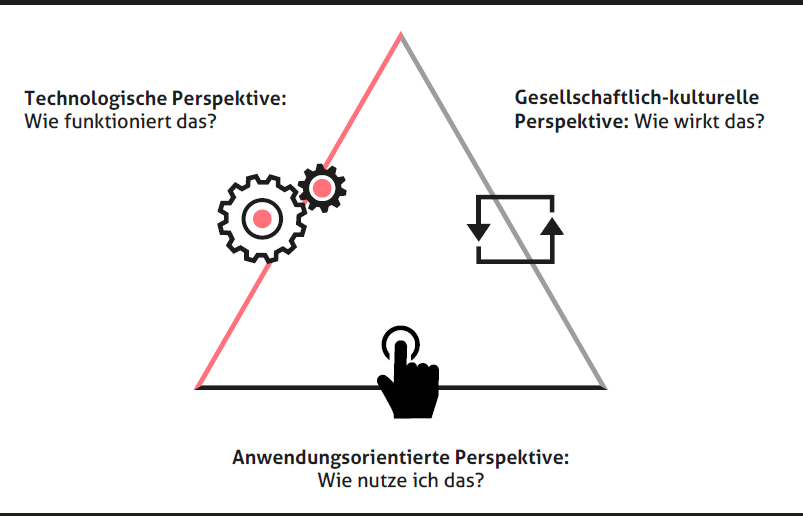 Technologische Perspektive:
Wie funktioniert das?
Gesellschaftlich-kulturelle
Perspektive: Wie wirkt das?
Anwendungsorientierte Perspektive:
Wie nutze ich das?